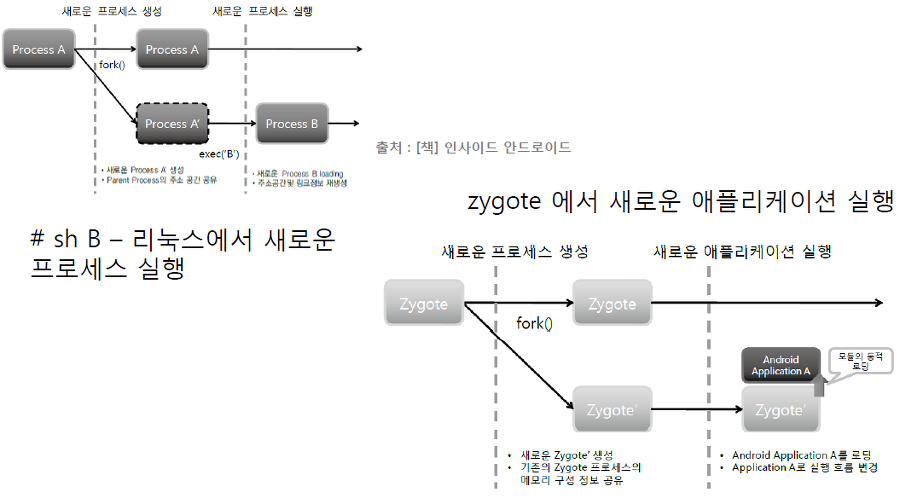 새로운 프로세스 생성
새로운 프로세스 실행
Process A
Process A
fork()
Process A'
Process B
exec('B')
• 새로운 Process A' 생성
• Parent Process의 주소 공간 공유
• 새로운 Process B loading
• 주소공간 및 링크정보 재생성
출처 : [책] 인사이드 안드로이드
# sh B – 리눅스에서 새로운
프로세스 실행
zygote 에서 새로운 애플리케이션 실행
새로운 프로세스 생성
새로운 애플리케이션 실행
Zygote
Zygote
fork()
Android
Application A
모듈의 동적
로딩
Zygote'
Zygote'
• 새로운 Zygote' 생성
• 기존의 Zygote 프로세스의
메모리 구성 정보 공유
• Android Application A를 로딩
• Application A로 실행 흐름 변경